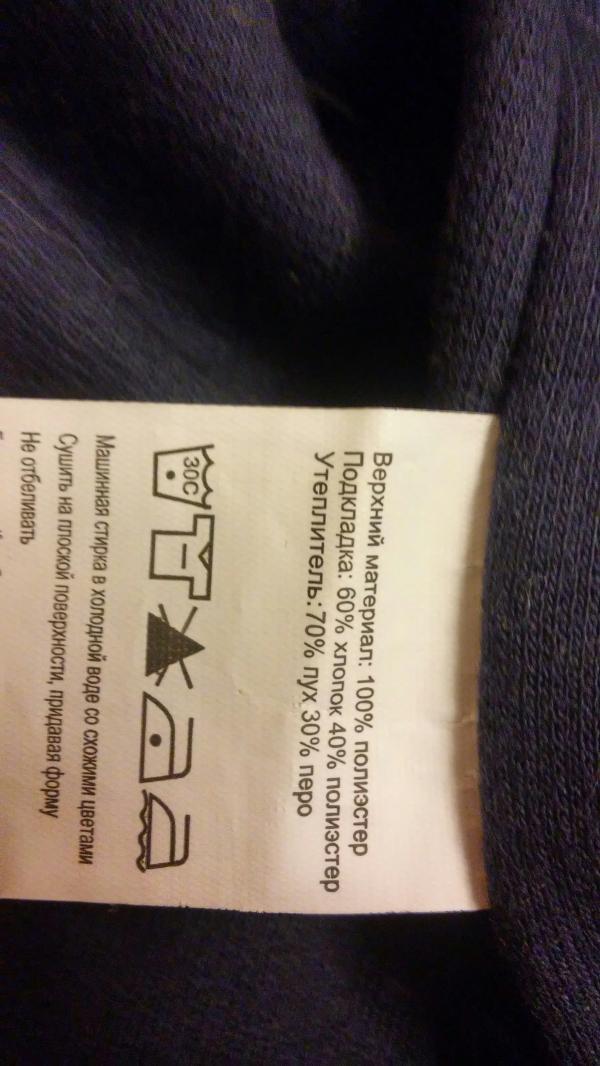 Верхний материал: 100% полиэстер
Подкладка: 60% хлопок 40% полиэстер
Утеплитель:70% пух 30% перо
30C
Машинная стирка в холодной воде со схожими цветами
Сушить на плоской поверхности, придавая форму
Не отбеливать